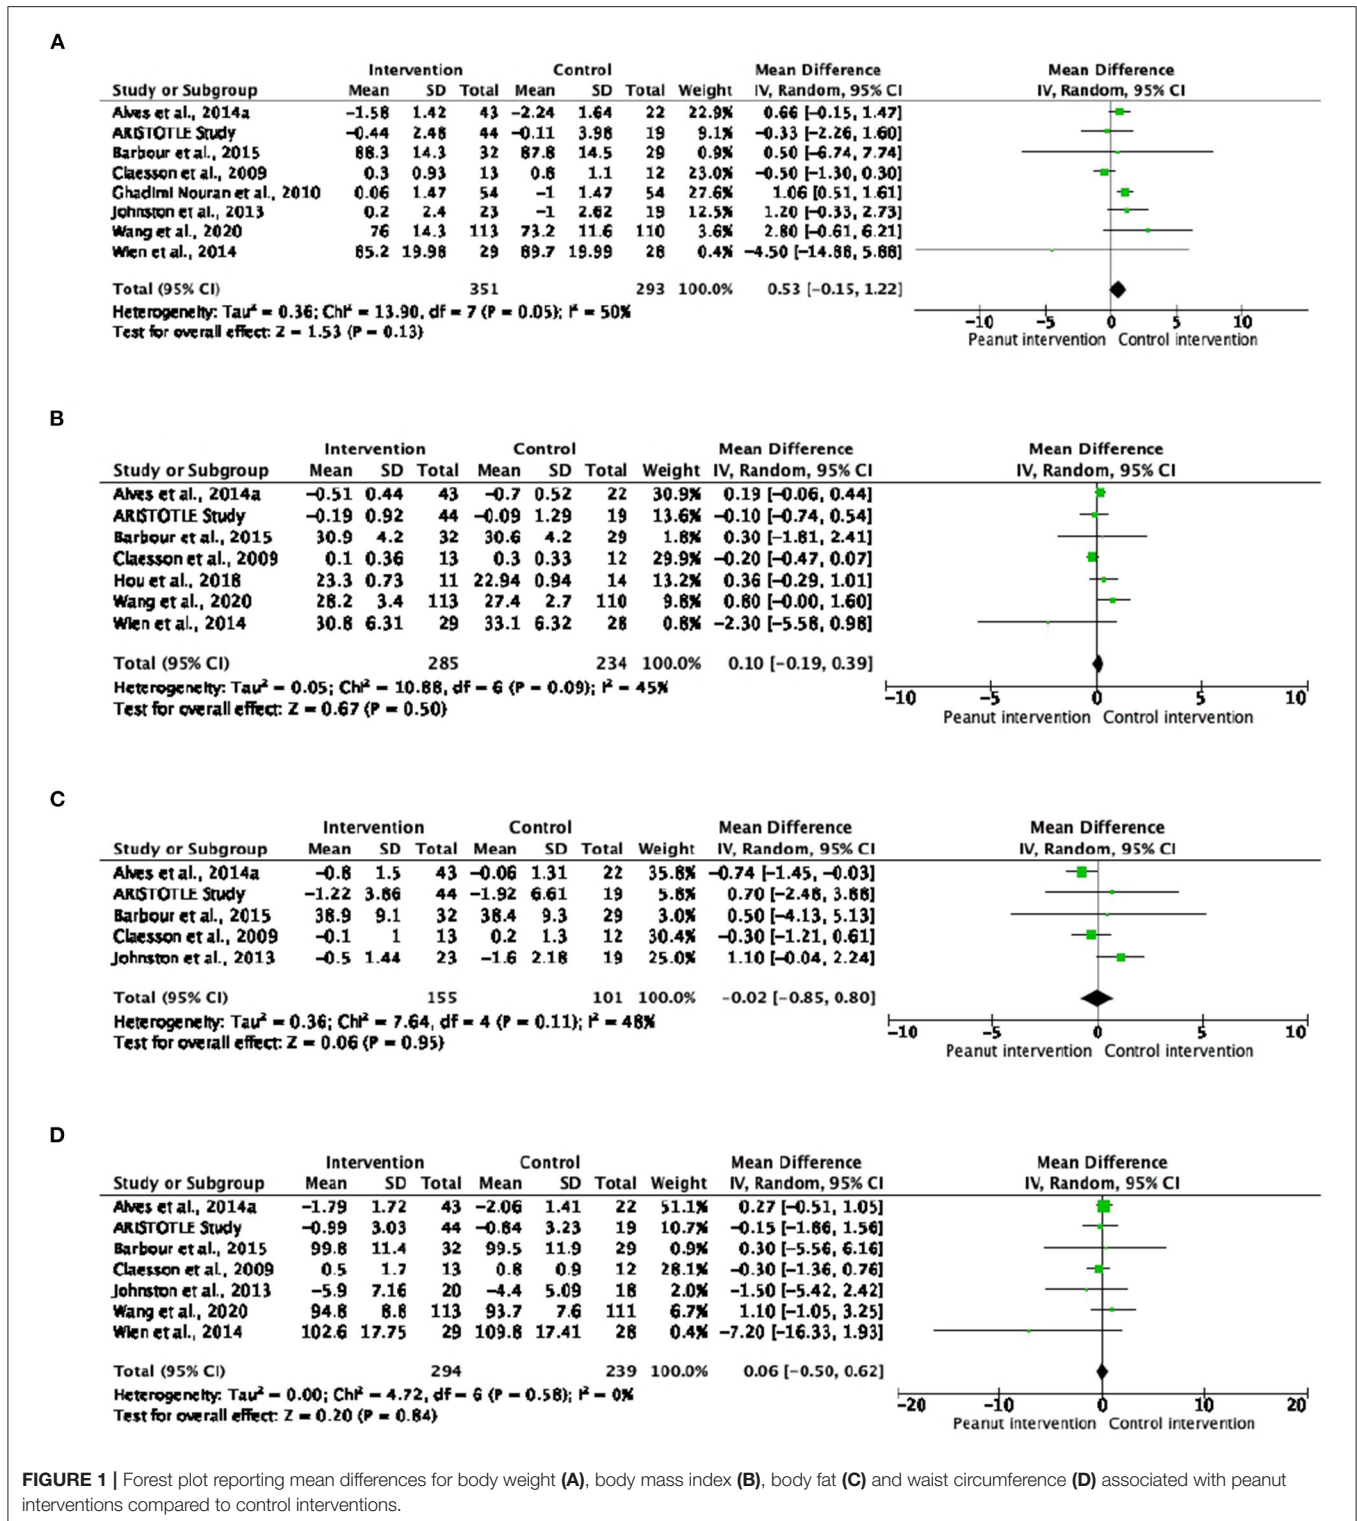 A
Intervention Control Mean Difference Mean Difference
Study or Subgroup Mean SD Total Mean SD Total Weight IV, Random, 95% CI IV, Random, 95% CI
Alves et al., 2014a −1.58 1.42 43 −2.24 1.64 22 22.9% 0.66 [−0.15, 1.47]
ARISTOTLE Study −0.44 2.48 44 −0.11 3.98 19 9.1% −0.33 [−2.26, 1.60]
Barbour et al., 2015 88.3 14.3 32 87.8 14.5 29 0.9% 0.50 [−6.74, 7.74]
Claesson et al., 2009 0.3 0.93 13 0.8 1.1 12 23.0% −0.50 [−1.30, 0.30]
Ghadimi Nouran et al., 2010 0.06 1.47 54 −1 1.47 54 27.6% 1.06 [0.51, 1.61]
Johnston et al., 2013 0.2 2.4 23 −1 2.62 19 12.5% 1.20 [−0.33, 2.73]
Wang et al., 2020 76 14.3 113 73.2 11.6 110 3.6% 2.80 [−0.61, 6.21]
Wien et al., 2014 85.2 19.98 29 89.7 19.99 28 0.4% −4.50 [−14.88, 5.88]
Total (95% CI) 351 293 100.0% 0.53 [−0.15, 1.22]
Heterogeneity: Tau² = 0.36; Chi² = 13.90, df = 7 (P = 0.05); I² = 50%
Test for overall effect: Z = 1.53 (P = 0.13)
−10 −5 0 5 10
Peanut intervention Control intervention
B
Intervention Control Mean Difference Mean Difference
Study or Subgroup Mean SD Total Mean SD Total Weight IV, Random, 95% CI IV, Random, 95% CI
Alves et al., 2014a −0.51 0.44 43 −0.7 0.52 22 30.9% 0.19 [−0.06, 0.44]
ARISTOTLE Study −0.19 0.92 44 −0.09 1.29 19 13.6% −0.10 [−0.74, 0.54]
Barbour et al., 2015 30.9 4.2 32 30.6 4.2 29 1.8% 0.30 [−1.81, 2.41]
Claesson et al., 2009 0.1 0.36 13 0.3 0.33 12 29.9% −0.20 [−0.47, 0.07]
Hou et al., 2018 23.3 0.73 11 22.94 0.94 14 13.2% 0.36 [−0.29, 1.01]
Wang et al., 2020 28.2 3.4 113 27.4 2.7 110 9.8% 0.80 [−0.00, 1.60]
Wien et al., 2014 30.8 6.31 29 33.1 6.32 28 0.8% −2.30 [−5.58, 0.98]
Total (95% CI) 285 234 100.0% 0.10 [−0.19, 0.39]
Heterogeneity: Tau² = 0.05; Chi² = 10.88, df = 6 (P = 0.09); I² = 45%
Test for overall effect: Z = 0.67 (P = 0.50)
−10 −5 0 5 10
Peanut intervention Control intervention
C
Intervention Control Mean Difference Mean Difference
Study or Subgroup Mean SD Total Mean SD Total Weight IV, Random, 95% CI IV, Random, 95% CI
Alves et al., 2014a −0.8 1.5 43 −0.06 1.31 22 35.8% −0.74 [−1.45, −0.03]
ARISTOTLE Study −1.22 3.86 44 −1.92 6.61 19 5.8% 0.70 [−2.48, 3.88]
Barbour et al., 2015 38.9 9.1 32 38.4 9.3 29 3.0% 0.50 [−4.13, 5.13]
Claesson et al., 2009 −0.1 1 13 0.2 1.3 12 30.4% −0.30 [−1.21, 0.61]
Johnston et al., 2013 −0.5 1.44 23 −1.6 2.18 19 25.0% 1.10 [−0.04, 2.24]
Total (95% CI) 155 101 100.0% −0.02 [−0.85, 0.80]
Heterogeneity: Tau² = 0.36; Chi² = 7.64, df = 4 (P = 0.11); I² = 48%
Test for overall effect: Z = 0.06 (P = 0.95)
−10 −5 0 5 10
Peanut intervention Control intervention
D
Intervention Control Mean Difference Mean Difference
Study or Subgroup Mean SD Total Mean SD Total Weight IV, Random, 95% CI IV, Random, 95% CI
Alves et al., 2014a −1.79 1.72 43 −2.06 1.41 22 51.1% 0.27 [−0.51, 1.05]
ARISTOTLE Study −0.99 3.03 44 −0.84 3.23 19 10.7% −0.15 [−1.86, 1.56]
Barbour et al., 2015 99.8 11.4 32 99.5 11.9 29 0.9% 0.30 [−5.56, 6.16]
Claesson et al., 2009 0.5 1.7 13 0.8 0.9 12 28.1% −0.30 [−1.36, 0.76]
Johnston et al., 2013 −5.9 7.16 20 −4.4 5.09 18 2.0% −1.50 [−5.42, 2.42]
Wang et al., 2020 94.8 8.8 113 93.7 7.6 111 6.7% 1.10 [−1.05, 3.25]
Wien et al., 2014 102.6 17.75 29 109.8 17.41 28 0.4% −7.20 [−16.33, 1.93]
Total (95% CI) 294 239 100.0% 0.06 [−0.50, 0.62]
Heterogeneity: Tau² = 0.00; Chi² = 4.72, df = 6 (P = 0.58); I² = 0%
Test for overall effect: Z = 0.20 (P = 0.84)
−20 −10 0 10 20
Peanut intervention Control intervention
FIGURE 1 | Forest plot reporting mean differences for body weight (A), body mass index (B), body fat (C) and waist circumference (D) associated with peanut
interventions compared to control interventions.